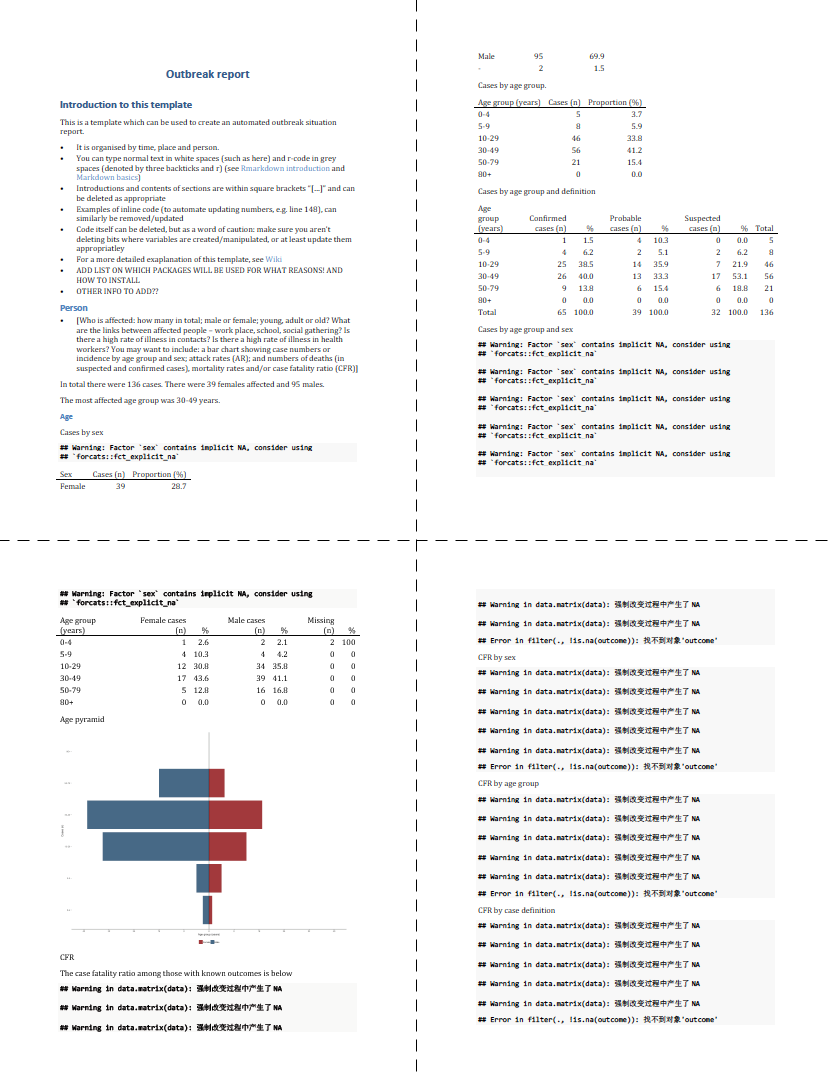 Outbreak report
Introduction to this template
This is a template which can be used to create an automated outbreak situation
report.
• It is organised by time, place and person.
• You can type normal text in white spaces (such as here) and r-code in grey
spaces (denoted by three backticks and r) (see Rmarkdown introduction and
Markdown basics)
• Introductions and contents of sections are within square brackets "[…]" and can
be deleted as appropriate
• Examples of inline code (to automate updating numbers, e.g. line 148), can
similarly be removed/updated
• Code itself can be deleted, but as a word of caution: make sure you aren't
deleting bits where variables are created/manipulated, or at least update them
appropriatley
• For a more detailed exaplanation of this template, see Wiki
• ADD LIST ON WHICH PACKAGES WILL BE USED FOR WHAT REASONS! AND
HOW TO INSTALL
• OTHER INFO TO ADD??
Person
• [Who is affected: how many in total; male or female; young, adult or old? What
are the links between affected people – work place, school, social gathering? Is
there a high rate of illness in contacts? Is there a high rate of illness in health
workers? You may want to include: a bar chart showing case numbers or
incidence by age group and sex; attack rates (AR); and numbers of deaths (in
suspected and confirmed cases), mortality rates and/or case fatality ratio (CFR)]
In total there were 136 cases. There were 39 females affected and 95 males.
The most affected age group was 30-49 years.
Age
Cases by sex
## Warning: Factor `sex` contains implicit NA, consider using
## `forcats::fct_explicit_na`
Sex Cases (n) Proportion (%)
Female 39 28.7
Male 95 69.9
- 2 1.5
Cases by age group.
Age group (years) Cases (n) Proportion (%)
0-4 5 3.7
5-9 8 5.9
10-29 46 33.8
30-49 56 41.2
50-79 21 15.4
80+ 0 0.0
Cases by age group and definition
Age
group Confirmed Probable Suspected
(years) cases (n) % cases (n) % cases (n) % Total
0-4 1 1.5 4 10.3 0 0.0 5
5-9 4 6.2 2 5.1 2 6.2 8
10-29 25 38.5 14 35.9 7 21.9 46
30-49 26 40.0 13 33.3 17 53.1 56
50-79 9 13.8 6 15.4 6 18.8 21
80+ 0 0.0 0 0.0 0 0.0 0
Total 65 100.0 39 100.0 32 100.0 136
Cases by age group and sex
## Warning: Factor `sex` contains implicit NA, consider using
## `forcats::fct_explicit_na`
## Warning: Factor `sex` contains implicit NA, consider using
## `forcats::fct_explicit_na`
## Warning: Factor `sex` contains implicit NA, consider using
## `forcats::fct_explicit_na`
## Warning: Factor `sex` contains implicit NA, consider using
## `forcats::fct_explicit_na`
## Warning: Factor `sex` contains implicit NA, consider using
## `forcats::fct_explicit_na`
## Warning: Factor `sex` contains implicit NA, consider using
## `forcats::fct_explicit_na`
Age group Female cases Male cases Missing
(years) (n) % (n) % (n) %
0-4 1 2.6 2 2.1 2 100
5-9 4 10.3 4 4.2 0 0
10-29 12 30.8 34 35.8 0 0
30-49 17 43.6 39 41.1 0 0
50-79 5 12.8 16 16.8 0 0
80+ 0 0.0 0 0.0 0 0
Age pyramid
CFR
The case fatality ratio among those with known outcomes is below
## Warning in data.matrix(data): 强制改变过程中产生了 NA
## Warning in data.matrix(data): 强制改变过程中产生了 NA
## Warning in data.matrix(data): 强制改变过程中产生了 NA
## Warning in data.matrix(data): 强制改变过程中产生了 NA
## Warning in data.matrix(data): 强制改变过程中产生了 NA
## Error in filter(., !is.na(outcome)): 找不到对象'outcome'
CFR by sex
## Warning in data.matrix(data): 强制改变过程中产生了 NA
## Warning in data.matrix(data): 强制改变过程中产生了 NA
## Warning in data.matrix(data): 强制改变过程中产生了 NA
## Warning in data.matrix(data): 强制改变过程中产生了 NA
## Warning in data.matrix(data): 强制改变过程中产生了 NA
## Error in filter(., !is.na(outcome)): 找不到对象'outcome'
CFR by age group
## Warning in data.matrix(data): 强制改变过程中产生了 NA
## Warning in data.matrix(data): 强制改变过程中产生了 NA
## Warning in data.matrix(data): 强制改变过程中产生了 NA
## Warning in data.matrix(data): 强制改变过程中产生了 NA
## Warning in data.matrix(data): 强制改变过程中产生了 NA
## Error in filter(., !is.na(outcome)): 找不到对象'outcome'
CFR by case definition
## Warning in data.matrix(data): 强制改变过程中产生了 NA
## Warning in data.matrix(data): 强制改变过程中产生了 NA
## Warning in data.matrix(data): 强制改变过程中产生了 NA
## Warning in data.matrix(data): 强制改变过程中产生了 NA
## Warning in data.matrix(data): 强制改变过程中产生了 NA
## Error in filter(., !is.na(outcome)): 找不到对象'outcome'